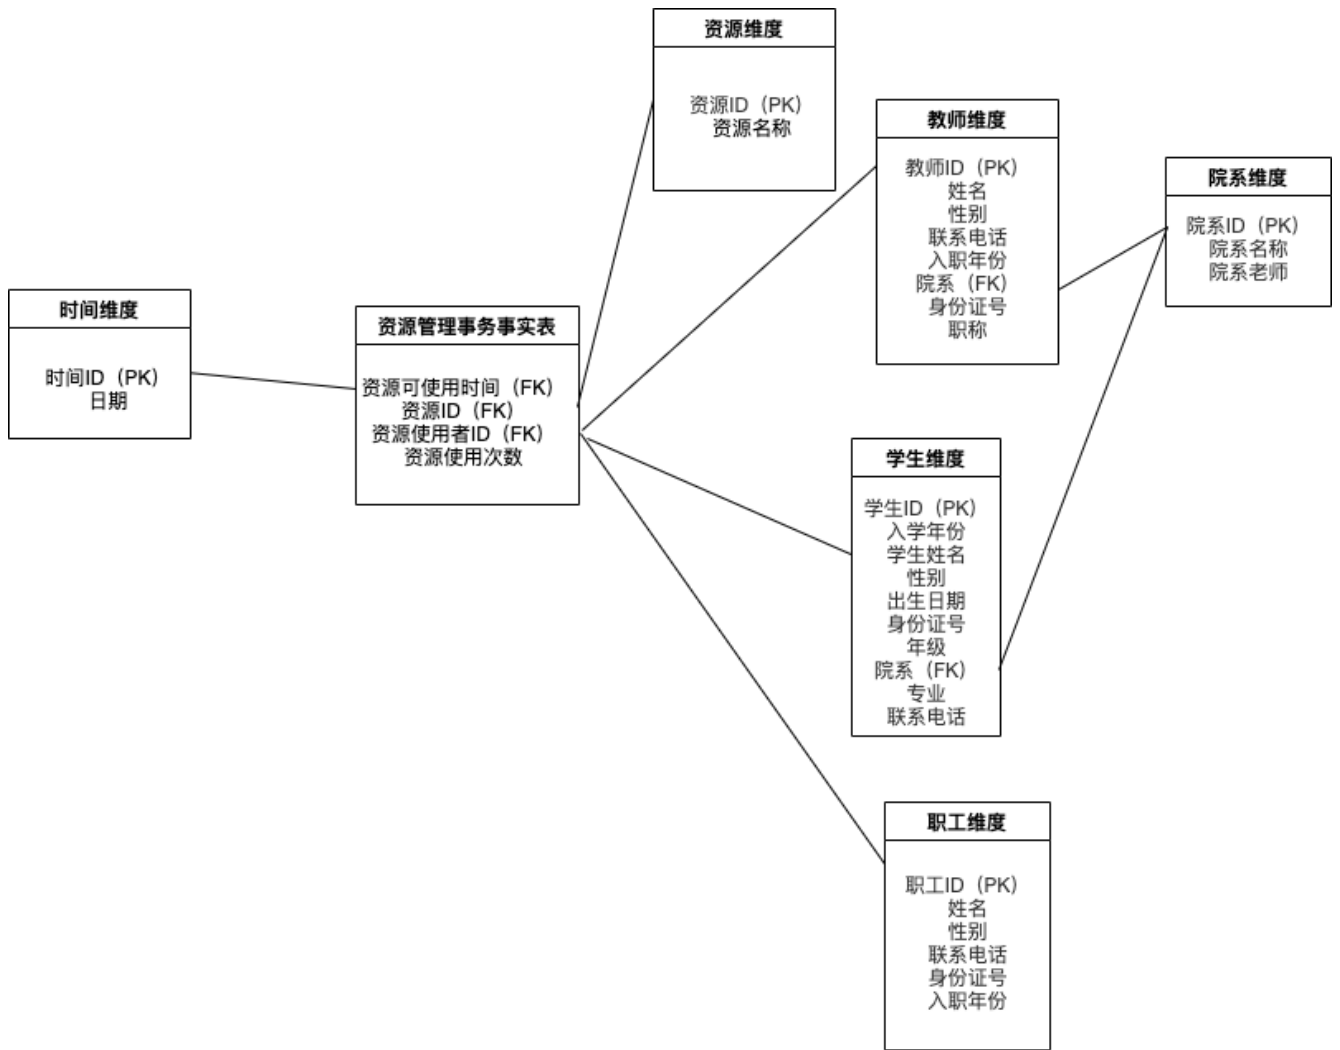 资源维度
资源ID（PK）
资源名称
教师维度
教师ID（PK）
姓名
性别
联系电话
入职年份
院系（FK）
身份证号
职称
院系维度
院系ID（PK）
院系名称
院系老师
时间维度
时间ID（PK）
日期
资源管理事务事实表
资源可使用时间（FK）
资源ID（FK）
资源使用者ID（FK）
资源使用次数
学生维度
学生ID（PK）
入学年份
学生姓名
性别
出生日期
身份证号
年级
院系（FK）
专业
联系电话
职工维度
职工ID（PK）
姓名
性别
联系电话
身份证号
入职年份